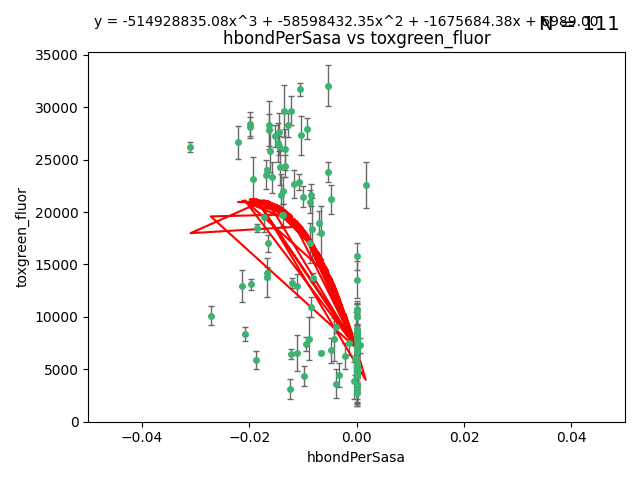 y = -514928835.08x^3 + -58598432.35x^2 + -1675684.38x + 6989.00
N = 111
hbondPerSasa vs toxgreen_fluor
35000
30000
25000
20000
15000
10000
5000
0
toxgreen_fluor
-0.04
-0.02
0.00
0.02
0.04
hbondPerSasa